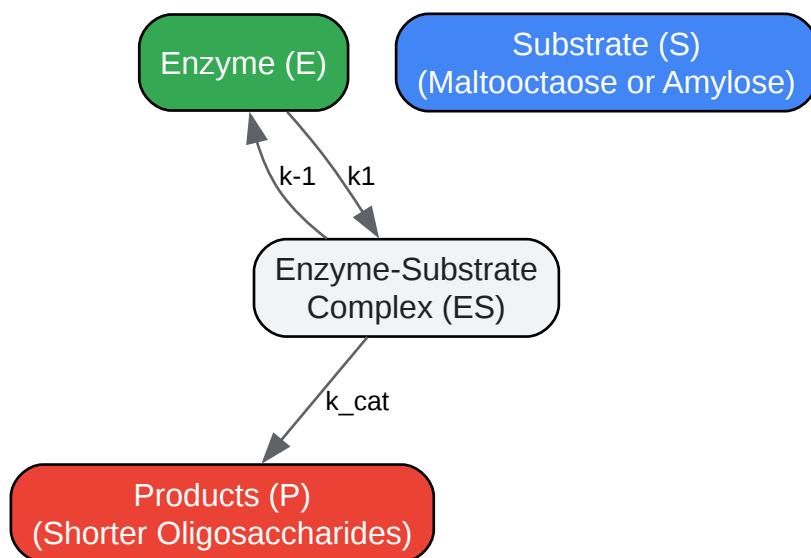 Enzyme (E)
Substrate (S)
(Maltooctaose or Amylose)
k-1
k1
Enzyme-Substrate
Complex (ES)
k_cat
Products (P)
(Shorter Oligosaccharides)